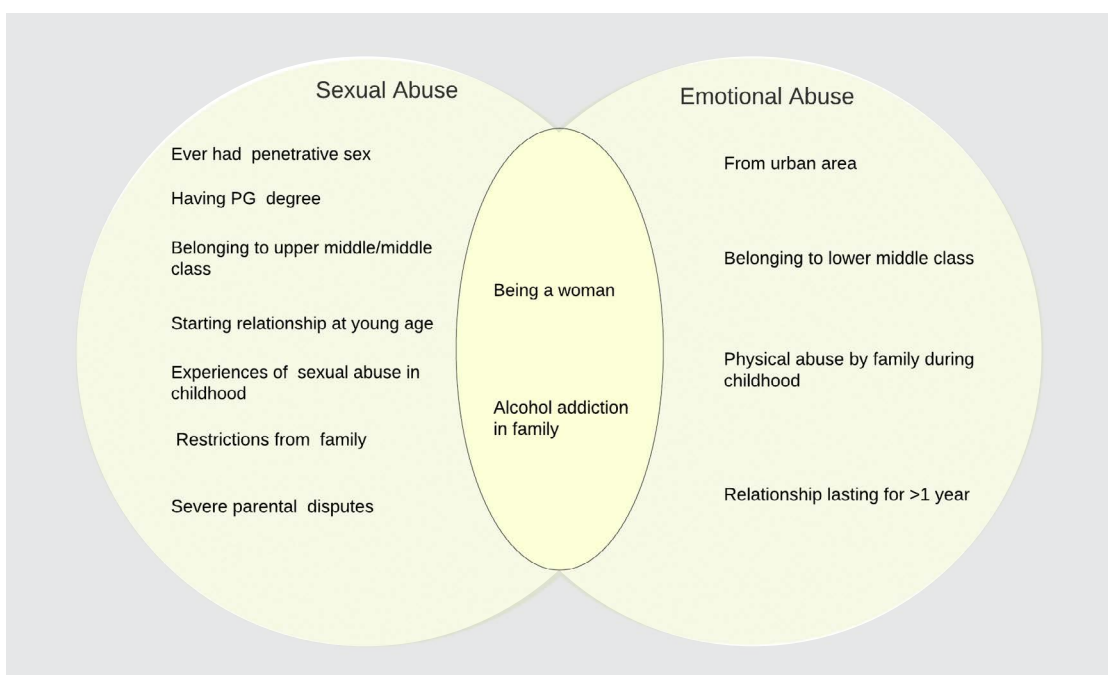 Sexual Abuse
Ever had penetrative sex
Having PG degree
Belonging to upper middle/middle
class
Starting relationship at young age
Experiences of sexual abuse in
childhood
Restrictions from family
Severe parental disputes
Being a woman
Alcohol addiction
in family
Emotional Abuse
From urban area
Belonging to lower middle class
Physical abuse by family during
childhood
Relationship lasting for >1 year